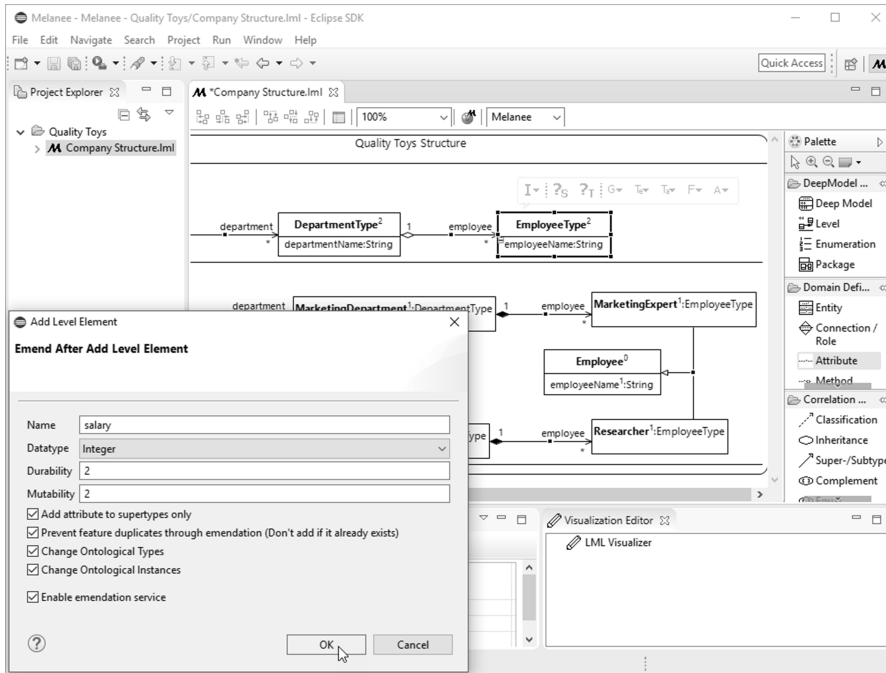 Melanee - Melanee - Quality Toys/Company Structure.lml - Eclipse SDK
File Edit Navigate Search Project Run Window Help
Quick Access
Project Explorer
*Company Structure.lml
100%
Melanee
Quality Toys
Company Structure.lml
Quality Toys Structure
I S T G Te Ta F A
department
*
DepartmentType2
departmentName:String
1
employee
*
EmployeeType2
employeeName:String
department
MarketingDepartment1:DepartmentType
1
employee
*
MarketingExpert1:EmployeeType
Employee0
employeeName1:String
ype
1
employee
*
Researcher1:EmployeeType
Palette
DeepModel ...
Deep Model
Level
Enumeration
Package
Domain Defi...
Entity
Connection /
Role
Attribute
Method
Correlation ...
Classification
Inheritance
Super-/Subtype
Complement
Add Level Element
Emend After Add Level Element
Name salary
Datatype Integer
Durability 2
Mutability 2
Add attribute to supertypes only
Prevent feature duplicates through emendation (Don't add if it already exists)
Change Ontological Types
Change Ontological Instances
Enable emendation service
?
OK
Cancel
Visualization Editor
LML Visualizer